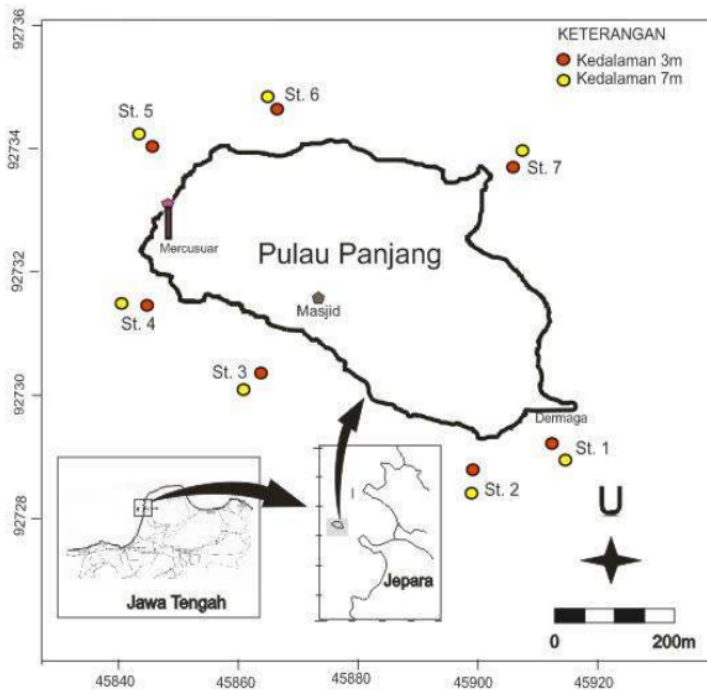 92736
92734
92732
92730
92728
KETERANGAN
Kedalaman 3m
Kedalaman 7m
St. 6
St. 5
St. 7
Mercusuar
Pulau Panjang
Masjid
St. 4
St. 3
Dermaga
St. 1
St. 2
U
Jepara
Jawa Tengah
0 200m
45840 45860 45880 45900 45920